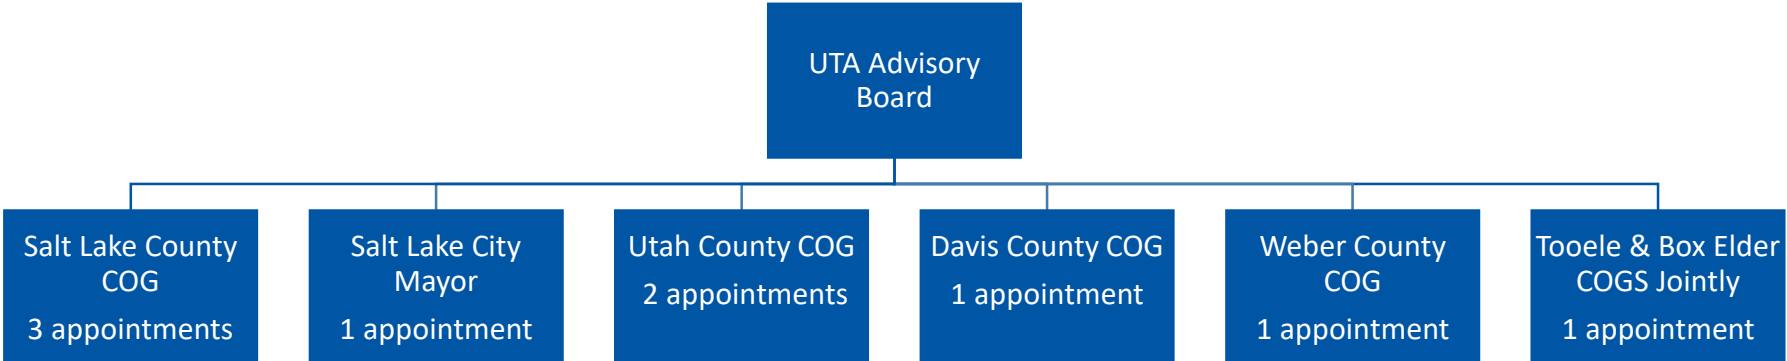 UTA Advisory
Board
Salt Lake County
COG
3 appointments
Salt Lake City
Mayor
1 appointment
Utah County COG
2 appointments
Davis County COG
1 appointment
Weber County
COG
1 appointment
Tooele & Box Elder
COGS Jointly
1 appointment